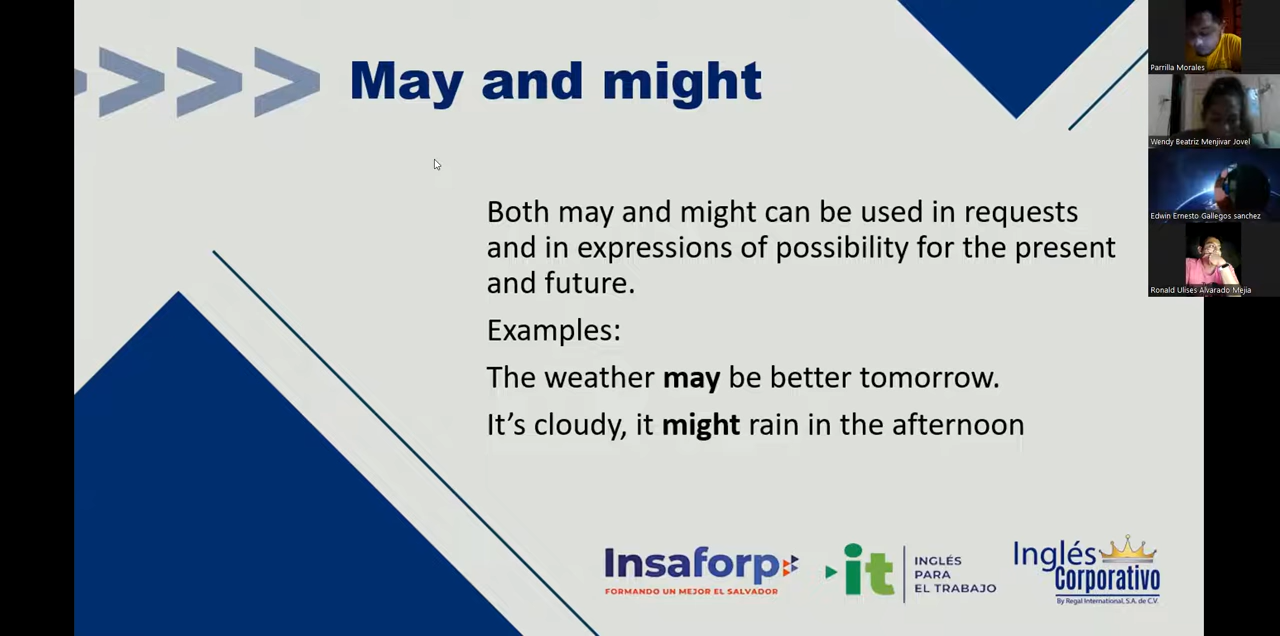 May and might
Both may and might can be used in requests
and in expressions of possibility for the present
and future.
Examples:
The weather may be better tomorrow.
It's cloudy, it might rain in the afternoon
Insaforp
FORMANDO UN MEJOR EL SALVADOR
it
INGLÉS
PARA
EL TRABAJO
Inglés
Corporativo
By Regal International, S.A. de C.V.
Parrilla Morales
Wendy Beatriz Menjivar Jovel
Edwin Ernesto Gallegos sanchez
Ronald Ulises Alvarado Mejia